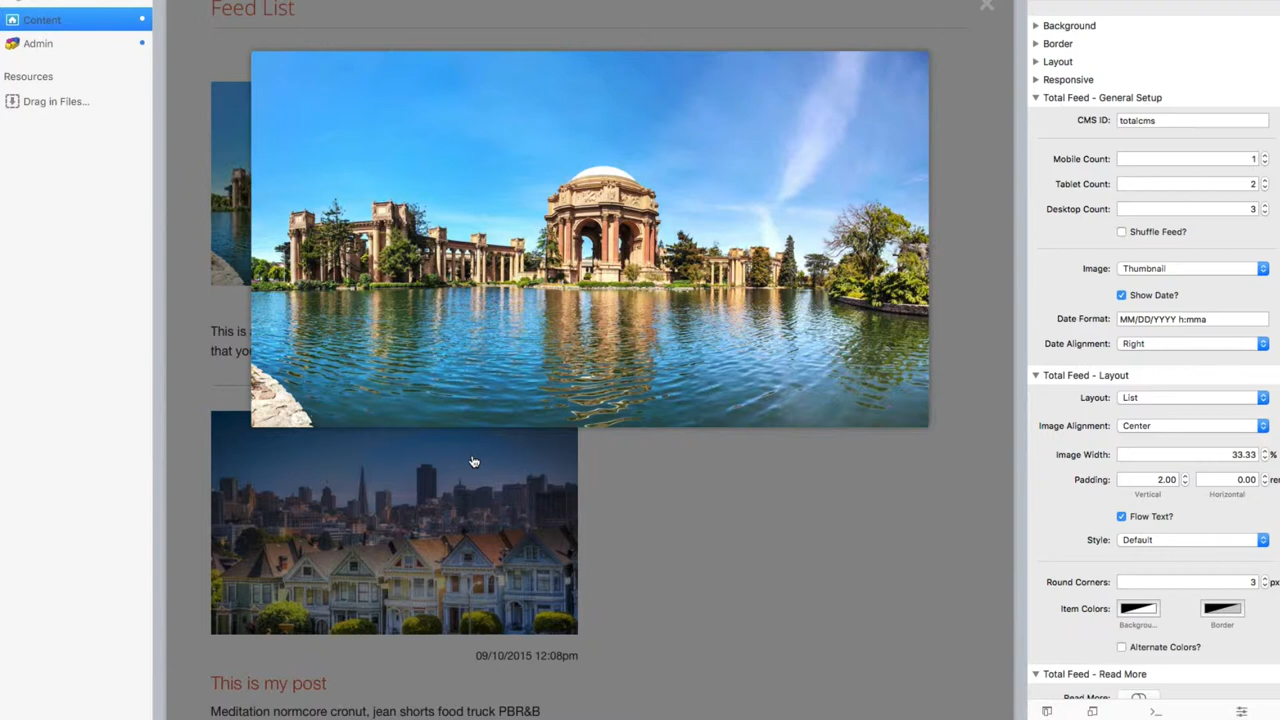 Content
Admin
Resources
Drag in Files...
Feed List
This is
that you
09/10/2015 12:08pm
This is my post
Meditation normcore cronut, jean shorts food truck PBR&B
Background
Border
Layout
Responsive
Total Feed - General Setup
CMS ID: totalcms
Mobile Count: 1
Tablet Count: 2
Desktop Count: 3
Shuffle Feed?
Image: Thumbnail
Show Date?
Date Format: MM/DD/YYYY h:mma
Date Alignment: Right
Total Feed - Layout
Layout: List
Image Alignment: Center
Image Width: 33.33 %
Padding: 2.00 0.00 re
Vertical Horizontal
Flow Text?
Style: Default
Round Corners: 3 px
Item Colors:
Backgrou... Border
Alternate Colors?
Total Feed - Read More
Read More: